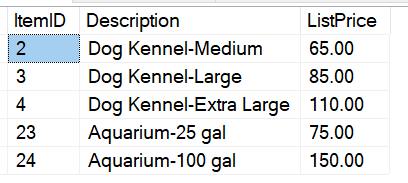 ItemID Description ListPrice
2 Dog Kennel-Medium 65.00
3 Dog Kennel-Large 85.00
4 Dog Kennel-Extra Large 110.00
23 Aquarium-25 gal 75.00
24 Aquarium-100 gal 150.00